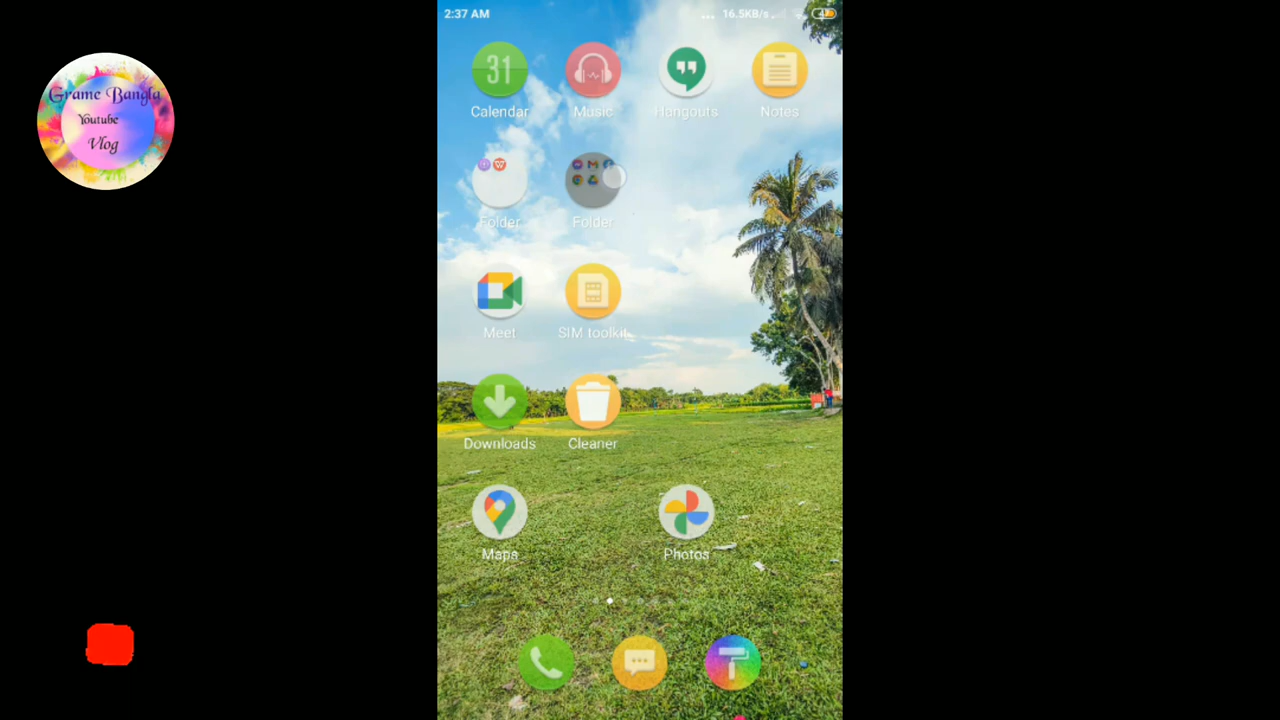 Grame Bangla
Youtube
Vlog
2:37 AM
... 16.5KB/s
31
Calendar
Music
Hangouts
Notes
Folder
Folder
Meet
SIM toolkit
Downloads
Cleaner
Maps
Photos